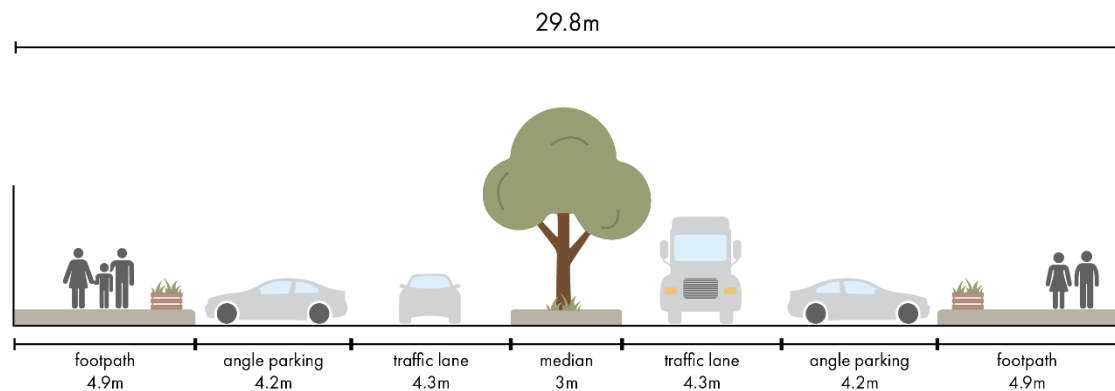 29.8m
footpath
4.9m
angle parking
4.2m
traffic lane
4.3m
median
3m
traffic lane
4.3m
angle parking
4.2m
footpath
4.9m